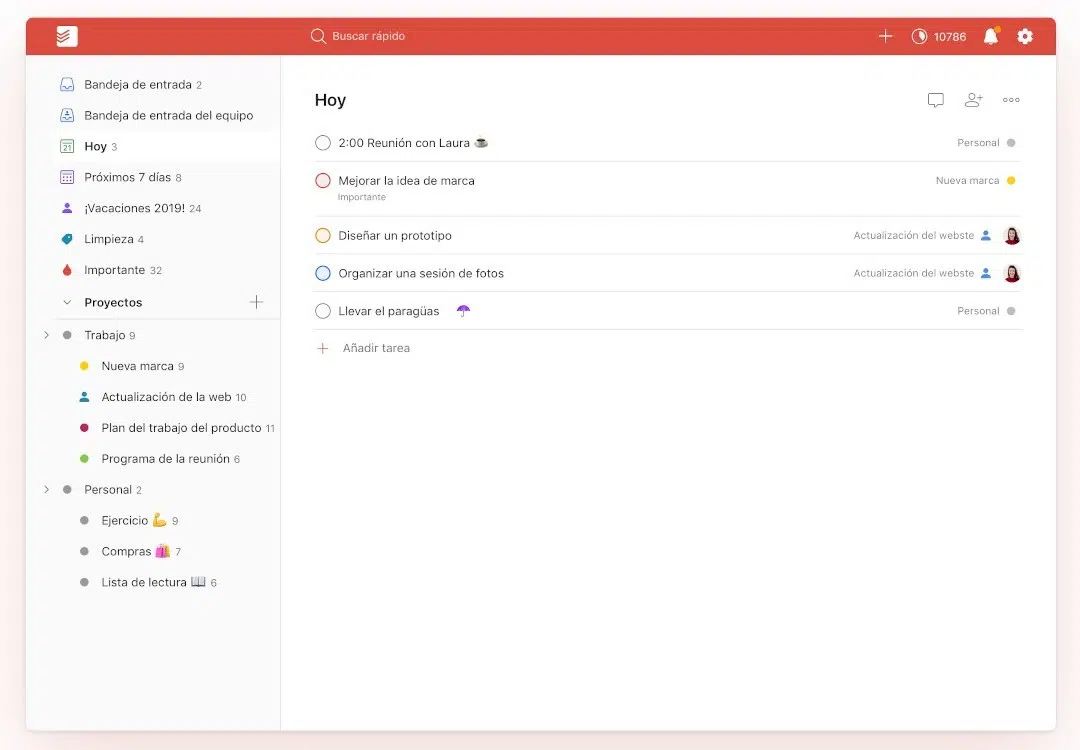 Buscar rápido
10786
Bandeja de entrada 2
Bandeja de entrada del equipo
21 Hoy 3
Próximos 7 días 8
¡Vacaciones 2019! 24
Limpieza 4
Importante 32
Proyectos
Trabajo 9
Nueva marca 9
Actualización de la web 10
Plan del trabajo del producto 11
Programa de la reunión 6
Personal 2
Ejercicio 💪 9
Compras 🛍️ 7
Lista de lectura 📖 6
Hoy
2:00 Reunión con Laura ☕ Personal
Mejorar la idea de marca Nueva marca
Importante
Diseñar un prototipo Actualización del webste
Organizar una sesión de fotos Actualización del webste
Llevar el paragüas ☂ Personal
Añadir tarea